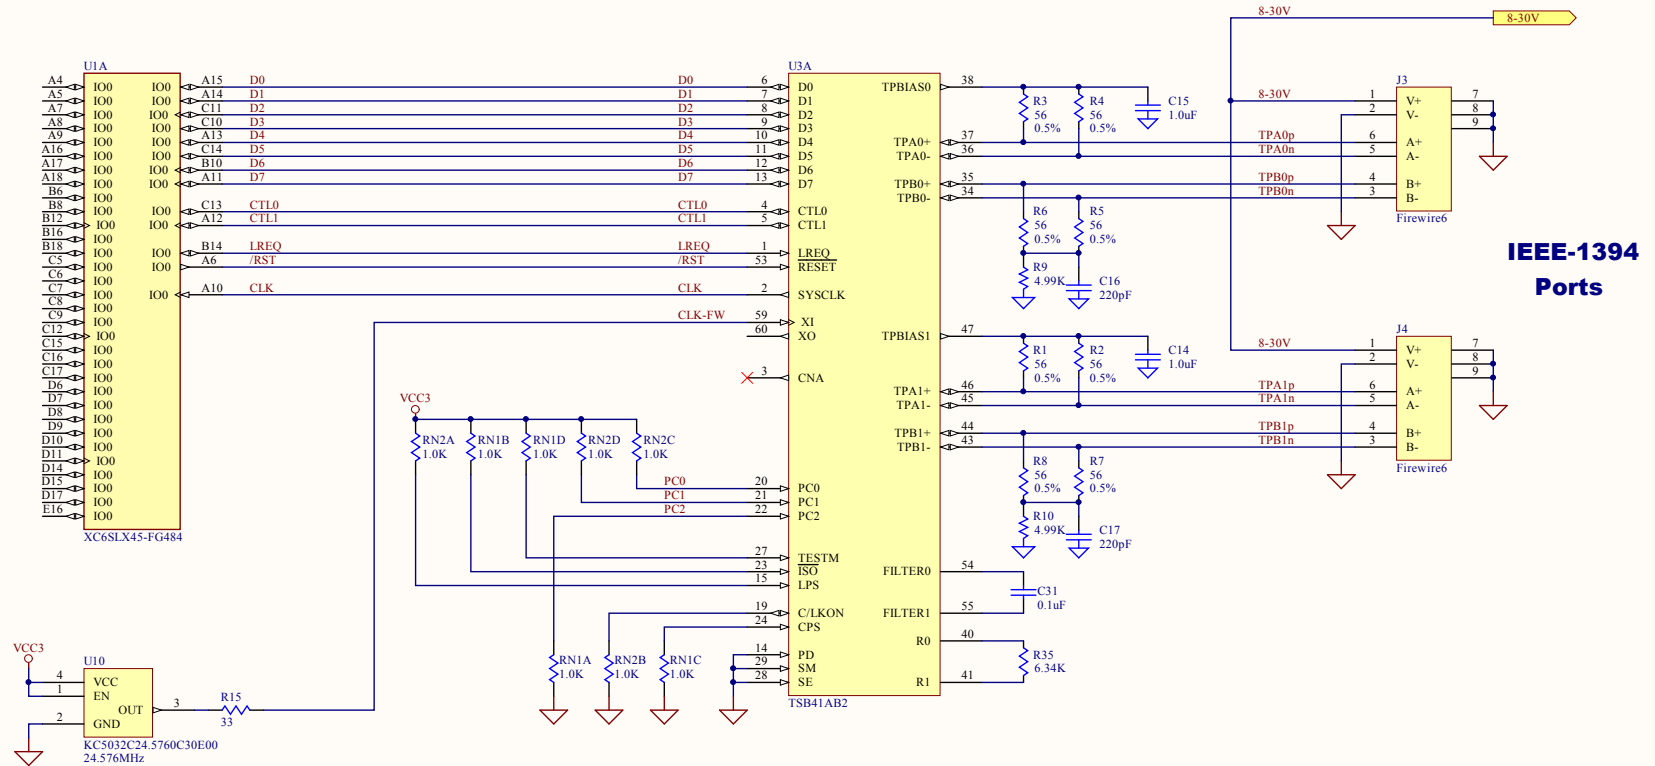 8-30V
8-30V
U1A
A4 IO0 IO0 A15 D0
A5 IO0 IO0 A14 D1
A7 IO0 IO0 C11 D2
A8 IO0 IO0 C10 D3
A9 IO0 IO0 A13 D4
A16 IO0 IO0 C14 D5
A17 IO0 IO0 B10 D6
A18 IO0 IO0 A11 D7
B6 IO0
B8 IO0 IO0 C13 CTL0
B12 IO0 IO0 A12 CTL1
B16 IO0
B18 IO0 IO0 B14 LREQ
C5 IO0 IO0 A6 /RST
C6 IO0
C7 IO0 IO0 A10 CLK
C8 IO0
C9 IO0
C12 IO0
C15 IO0
C16 IO0
C17 IO0
D6 IO0
D7 IO0
D8 IO0
D9 IO0
D10 IO0
D11 IO0
D14 IO0
D15 IO0
D17 IO0
E16 IO0
XC6SLX45-FG484
U3A
D0 6 D0
D1 7 D1
D2 8 D2
D3 9 D3
D4 10 D4
D5 11 D5
D6 12 D6
D7 13 D7
CTL0 4 CTL0
CTL1 5 CTL1
LREQ 1 LREQ
/RST 53 RESET
CLK 2 SYSCLK
CLK-FW 59 XI
60 XO
3 CNA
PC0 20 PC0
PC1 21 PC1
PC2 22 PC2
27 TESTM
23 ISO
15 LPS
19 C/LKON
24 CPS
14 PD
29 SM
28 SE
TPBIAS0 38
TPA0+ 37
TPA0- 36
TPB0+ 35
TPB0- 34
TPBIAS1 47
TPA1+ 46
TPA1- 45
TPB1+ 44
TPB1- 43
FILTER0 54
FILTER1 55
R0 40
R1 41
TSB41AB2
VCC3
RN2A
1.0K
RN1B
1.0K
RN1D
1.0K
RN2D
1.0K
RN2C
1.0K
RN1A
1.0K
RN2B
1.0K
RN1C
1.0K
VCC3
U10
4 VCC
1 EN
OUT 3
2 GND
KC5032C24.5760C30E00
24.576MHz
R15
33
R3
56
0.5%
R4
56
0.5%
C15
1.0uF
R6
56
0.5%
R5
56
0.5%
R9
4.99K
C16
220pF
R1
56
0.5%
R2
56
0.5%
C14
1.0uF
R8
56
0.5%
R7
56
0.5%
R10
4.99K
C17
220pF
C31
0.1uF
R35
6.34K
J3
8-30V 1 V+ 7
2 V- 8
9
TPA0p 6 A+
TPA0n 5 A-
TPB0p 4 B+
TPB0n 3 B-
Firewire6
IEEE-1394
Ports
J4
8-30V 1 V+ 7
2 V- 8
9
TPA1p 6 A+
TPA1n 5 A-
TPB1p 4 B+
TPB1n 3 B-
Firewire6